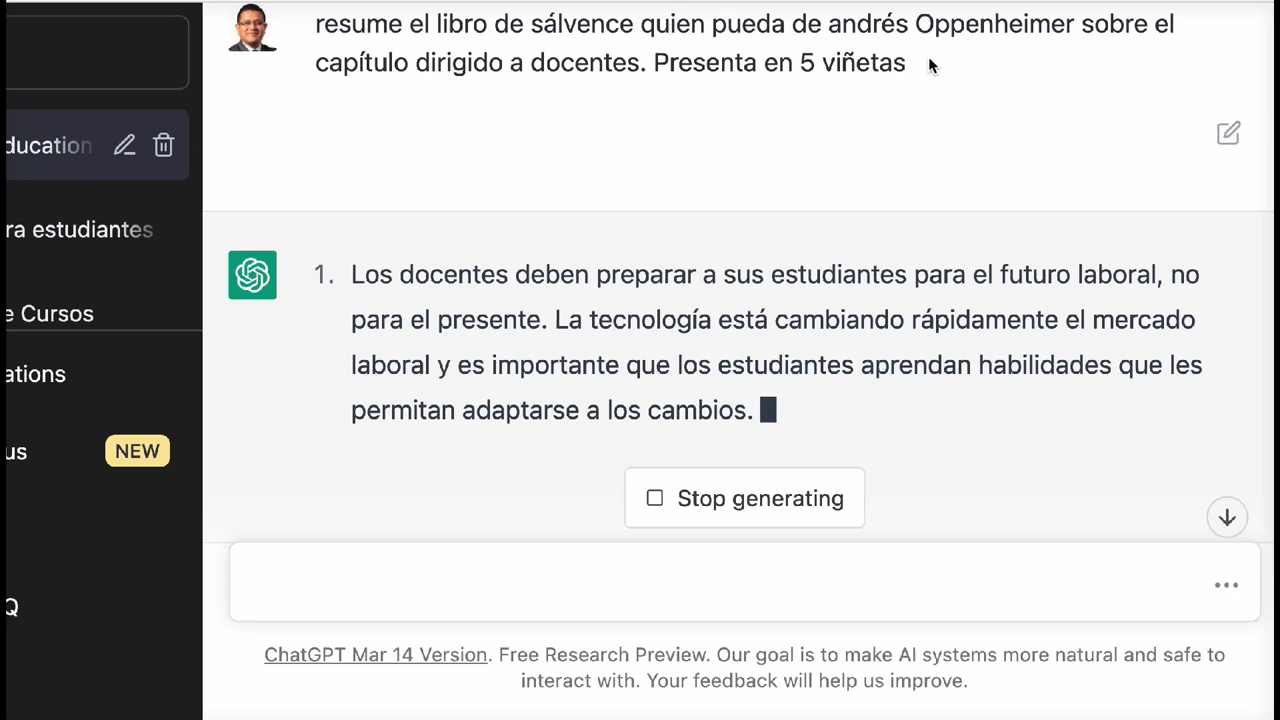 resume el libro de sálvence quien pueda de andrés Oppenheimer sobre el
capítulo dirigido a docentes. Presenta en 5 viñetas
ducation
ra estudiantes
e Cursos
ations
us
NEW
Q
1. Los docentes deben preparar a sus estudiantes para el futuro laboral, no
para el presente. La tecnología está cambiando rápidamente el mercado
laboral y es importante que los estudiantes aprendan habilidades que les
permitan adaptarse a los cambios.
Stop generating
ChatGPT Mar 14 Version. Free Research Preview. Our goal is to make AI systems more natural and safe to
interact with. Your feedback will help us improve.